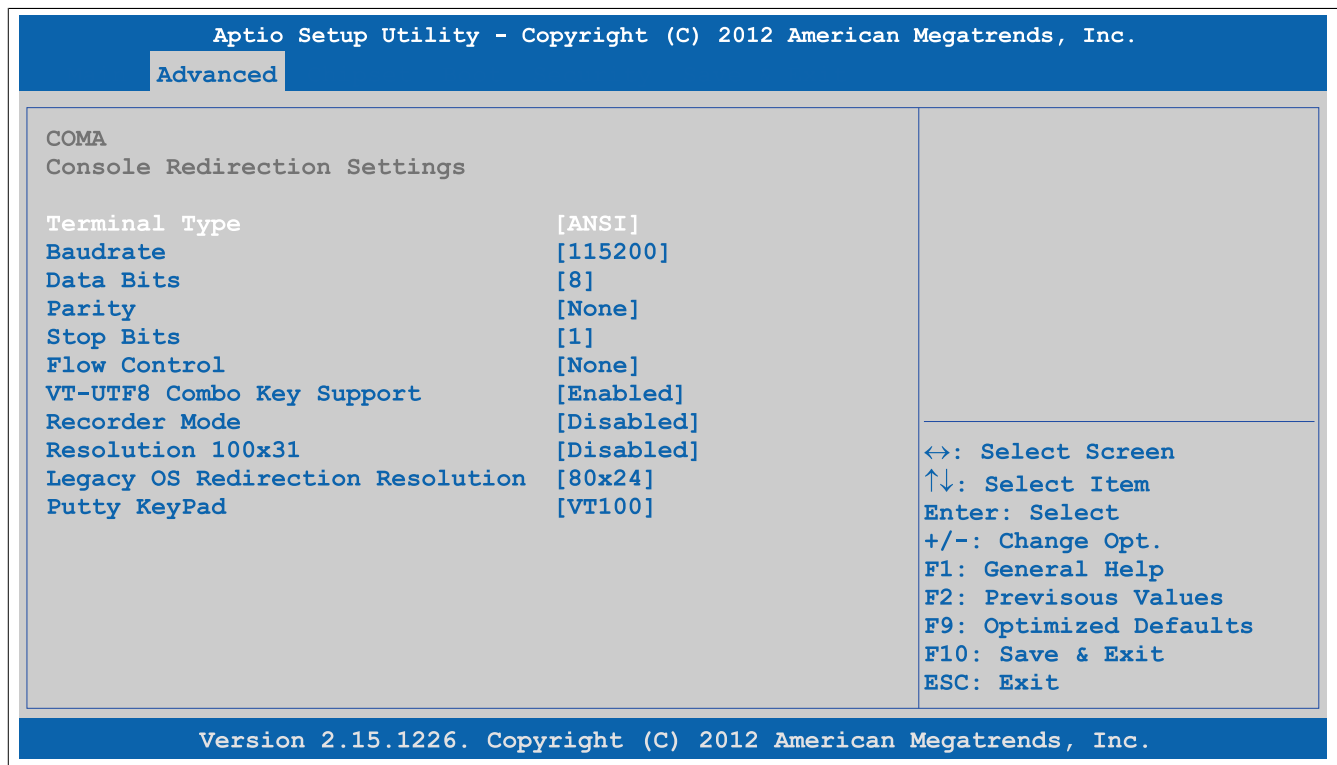 Aptio Setup Utility - Copyright (C) 2012 American Megatrends, Inc.
Advanced
COMA
Console Redirection Settings
Terminal Type [ANSI]
Baudrate [115200]
Data Bits [8]
Parity [None]
Stop Bits [1]
Flow Control [None]
VT-UTF8 Combo Key Support [Enabled]
Recorder Mode [Disabled]
Resolution 100x31 [Disabled]
Legacy OS Redirection Resolution [80x24]
Putty KeyPad [VT100]
↔: Select Screen
↑↓: Select Item
Enter: Select
+/-: Change Opt.
F1: General Help
F2: Previsous Values
F9: Optimized Defaults
F10: Save & Exit
ESC: Exit
Version 2.15.1226. Copyright (C) 2012 American Megatrends, Inc.